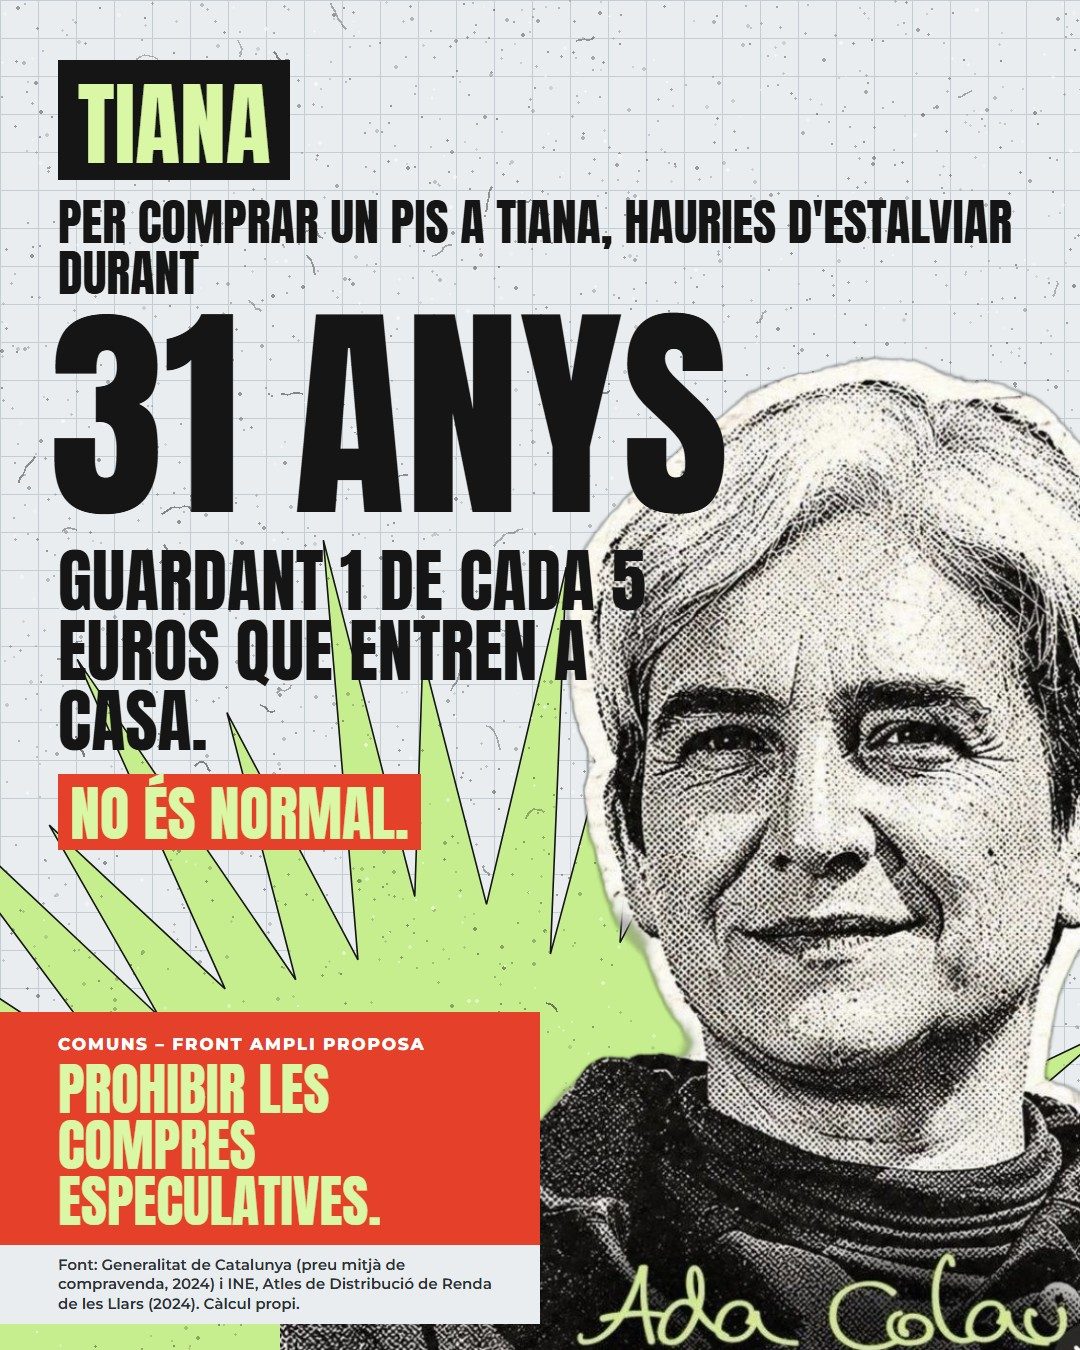 TIANA
PER COMPRAR UN PIS A TIANA, HAURIES D'ESTALVIAR
DURANT
31 ANYS
GUARDANT 1 DE CADA 5
EUROS QUE ENTREN A
CASA.
NO ÉS NORMAL.
COMUNS – FRONT AMPLI PROPOSA
PROHIBIR LES
COMPRES
ESPECULATIVES.
Font: Generalitat de Catalunya (preu mitjà de
compravenda, 2024) i INE, Atles de Distribució de Renda
de les Llars (2024). Càlcul propi.
Ada Colau